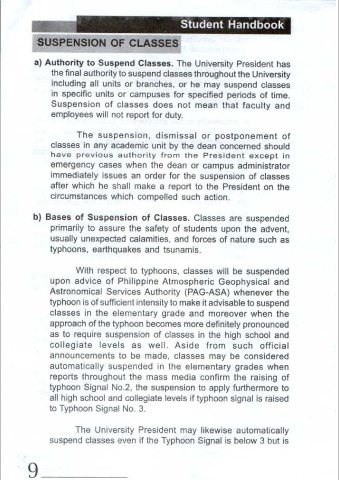 Student Handbook
SUSPENSION OF CLASSES
a) Authority to Suspend Classes. The University President has
the final authority to suspend classes throughout the University
including all units or branches, or he may suspend classes
in specific units or campuses for specified periods of time.
Suspension of classes does not mean that faculty and
employees will not report for duty.
The suspension, dismissal or postponement of
classes in any academic unit by the dean concerned should
have previous authority from the President except in
emergency cases when the dean or campus administrator
immediately issues an order for the suspension of classes
after which he shall make a report to the President on the
circumstances which compelled such action.
b) Bases of Suspension of Classes. Classes are suspended
primarily to assure the safety of students upon the advent,
usually unexpected calamities, and forces of nature such as
typhoons, earthquakes and tsunamis.
With respect to typhoons, classes will be suspended
upon advice of Philippine Atmospheric Geophysical and
Astronomical Services Authority (PAG-ASA) whenever the
typhoon is of sufficient intensity to make it advisable to suspend
classes in the elementary grade and moreover when the
approach of the typhoon becomes more definitely pronounced
as to require suspension of classes in the high school and
collegiate levels as well. Aside from such official
announcements to be made, classes may be considered
automatically suspended in the elementary grades when
reports throughout the mass media confirm the raising of
typhoon Signal No.2, the suspension to apply furthermore to
all high school and collegiate levels if typhoon signal is raised
to Typhoon Signal No. 3.
The University President may likewise automatically
suspend classes even if the Typhoon Signal is below 3 but is
9